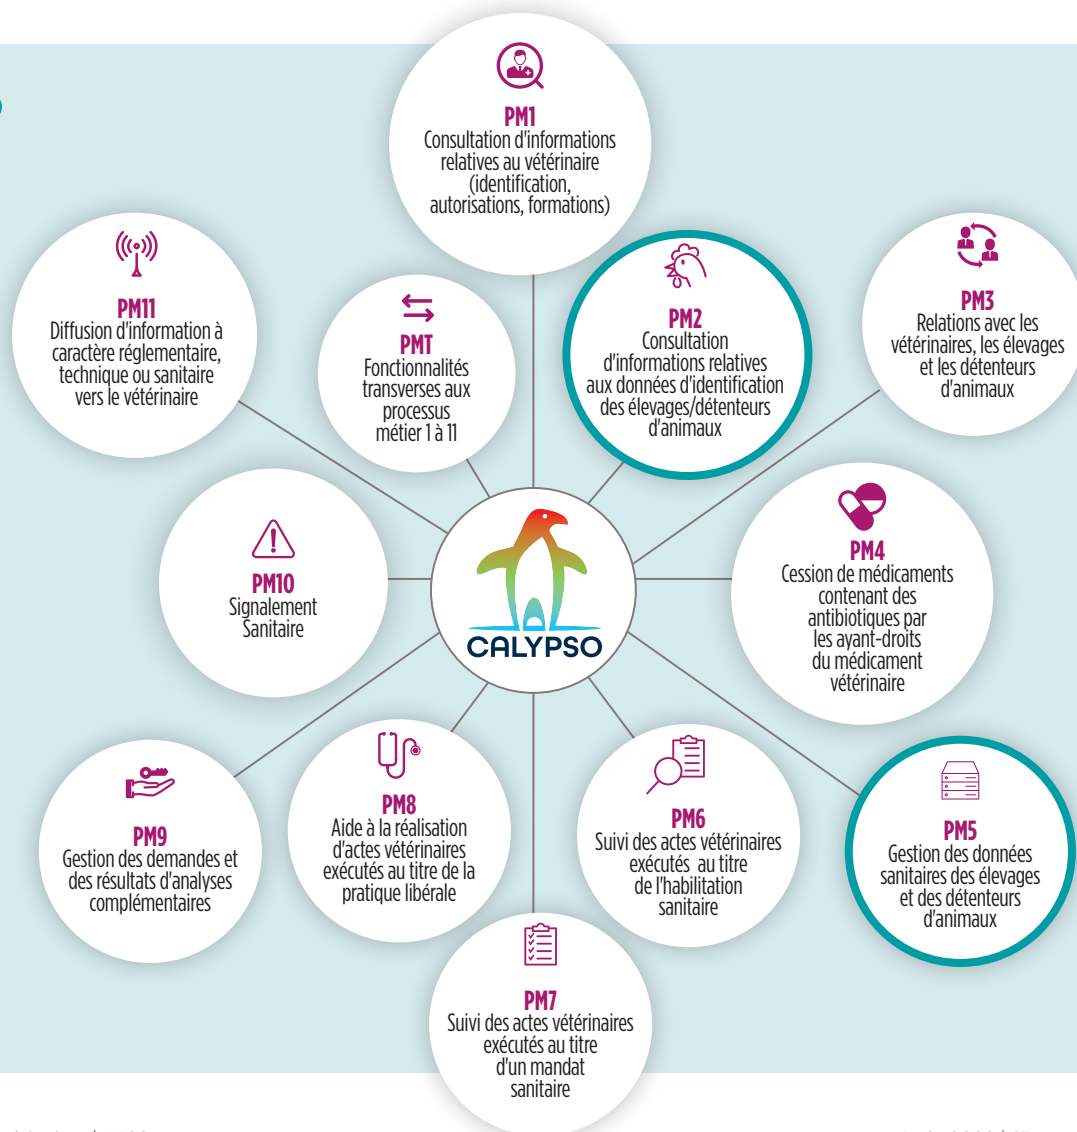 PM1
Consultation d'informations
relatives au vétérinaire
(identification,
autorisations, formations)
PM11
Diffusion d'information à
caractère réglementaire,
technique ou sanitaire
vers le vétérinaire
PMT
Fonctionnalités
transverses aux
processus
métier 1 à 11
PM2
Consultation
d'informations relatives
aux données d'identification
des élevages/détenteurs
d'animaux
PM3
Relations avec les
vétérinaires, les élevages
et les détenteurs
d'animaux
PM10
Signalement
Sanitaire
CALYPSO
PM4
Cession de médicaments
contenant des
antibiotiques par
les ayant-droits
du médicament
vétérinaire
PM9
Gestion des demandes et
des résultats d'analyses
complémentaires
PM8
Aide à la réalisation
d'actes vétérinaires
exécutés au titre de la
pratique libérale
PM6
Suivi des actes vétérinaires
exécutés au titre
de l'habilitation
sanitaire
PM5
Gestion des données
sanitaires des élevages
et des détenteurs
d'animaux
PM7
Suivi des actes vétérinaires
exécutés au titre
d'un mandat
sanitaire